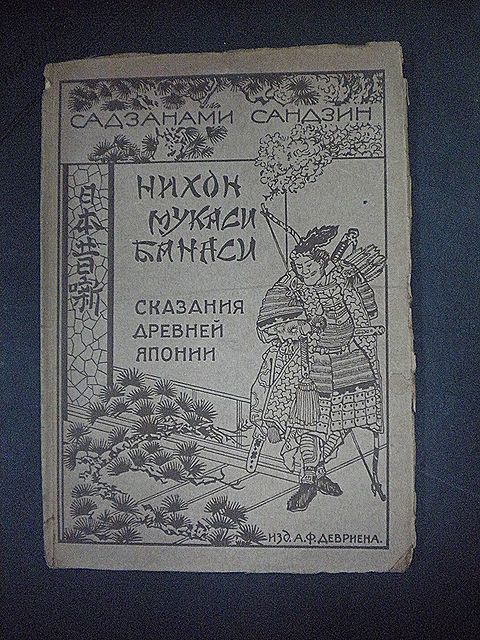 САДЗАНАМИ САНДЗИН
НИХОН
МУКАСИ
БАНАСИ
日本昔噺
СКАЗАНИЯ
ДРЕВНЕЙ
ЯПОНИИ
ИЗД. А.Ф.ДЕВРИЕНА.